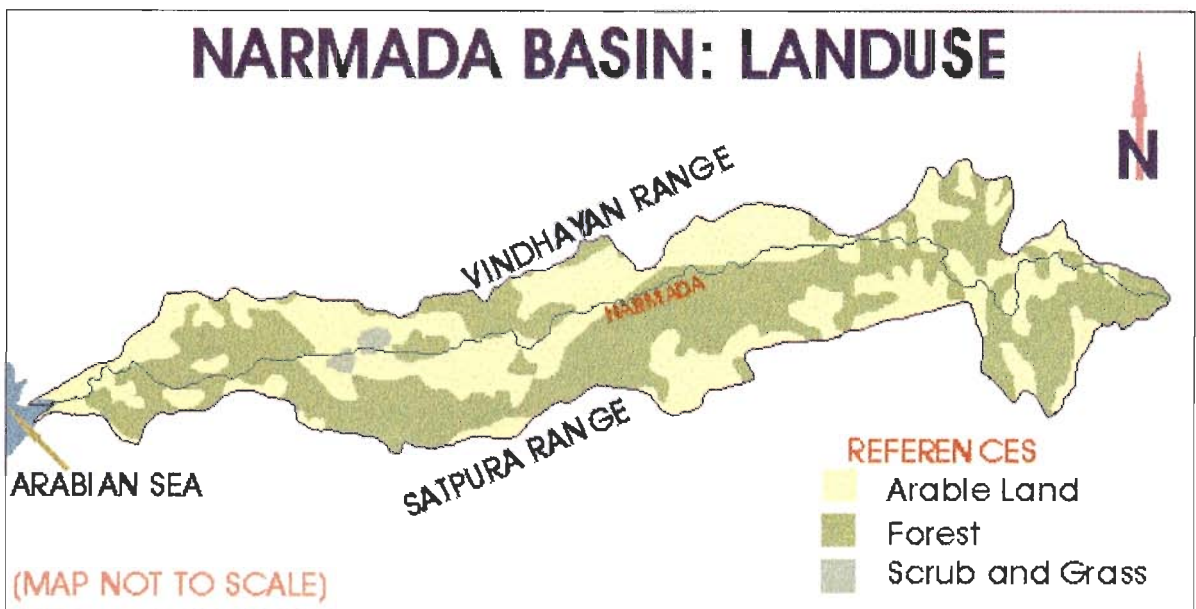 NARMADA BASIN: LANDUSE
N
VINDHAYAN RANGE
NARMADA
SATPURA RANGE
ARABIAN SEA
REFERENCES
Arable Land
Forest
Scrub and Grass
(MAP NOT TO SCALE)